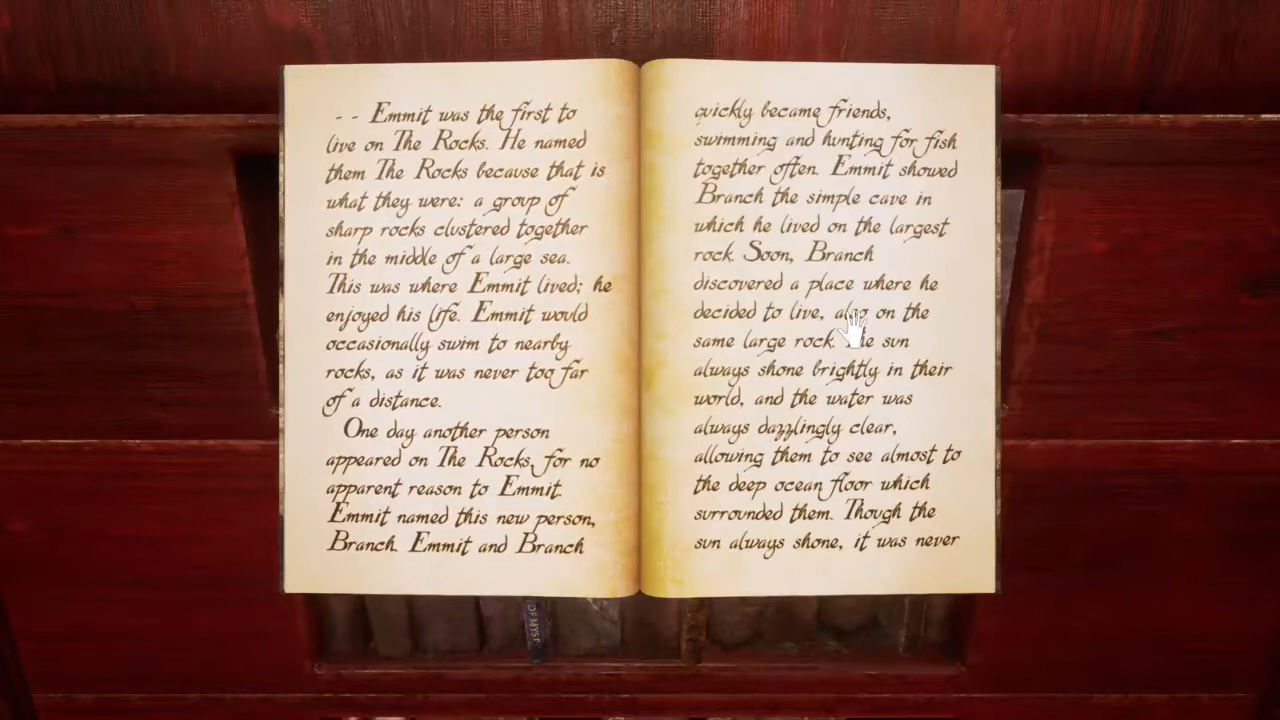 - - Emmit was the first to
live on The Rocks. He named
them The Rocks because that is
what they were: a group of
sharp rocks clustered together
in the middle of a large sea.
This was where Emmit lived; he
enjoyed his life. Emmit would
occasionally swim to nearby
rocks, as it was never too far
of a distance.
One day another person
appeared on The Rocks, for no
apparent reason to Emmit.
Emmit named this new person,
Branch. Emmit and Branch
quickly became friends,
swimming and hunting for fish
together often. Emmit showed
Branch the simple cave in
which he lived on the largest
rock. Soon, Branch
discovered a place where he
decided to live, also on the
same large rock. The sun
always shone brightly in their
world, and the water was
always dazzlingly clear,
allowing them to see almost to
the deep ocean floor which
surrounded them. Though the
sun always shone, it was never
OF MYST